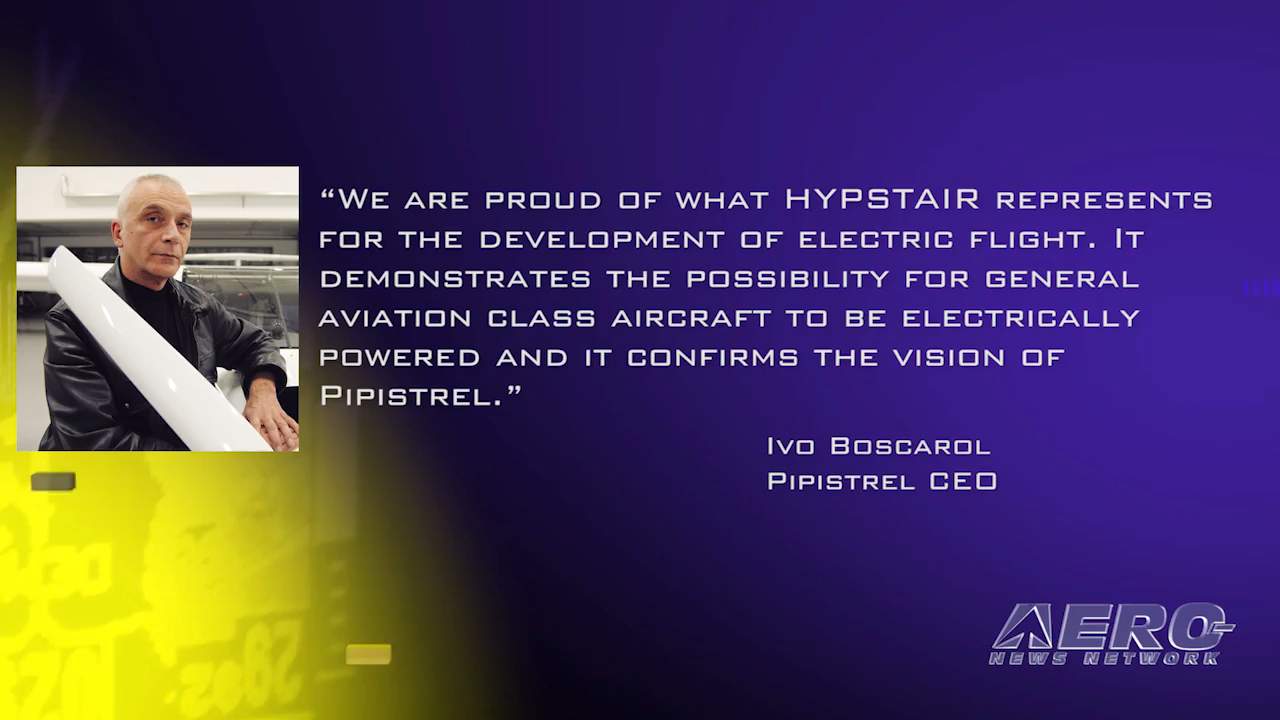 “We are proud of what HYPSTAIR represents
for the development of electric flight. It
demonstrates the possibility for general
aviation class aircraft to be electrically
powered and it confirms the vision of
Pipistrel.”
Ivo Boscarol
Pipistrel CEO
AERO
NEWS NETWORK